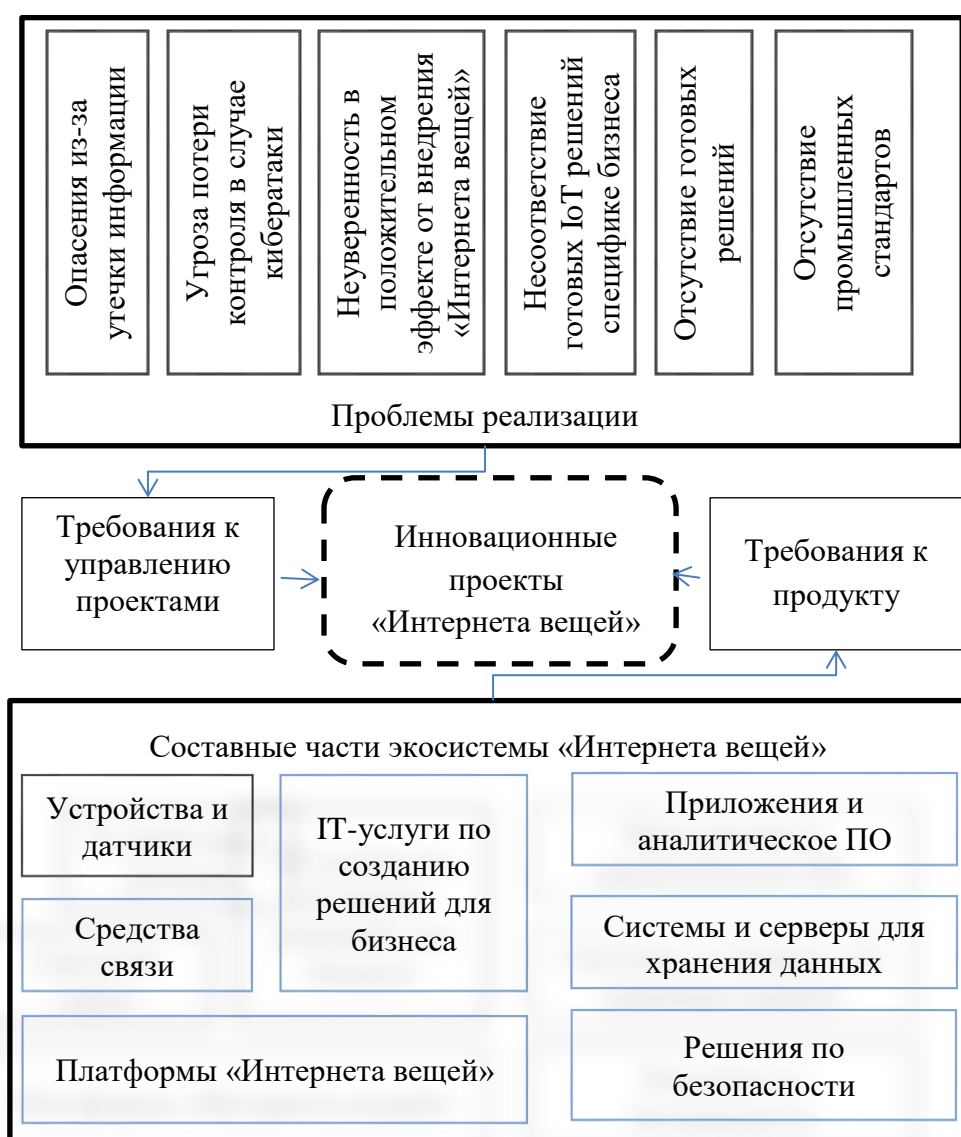 Опасения из-за
утечки информации
Угроза потери
контроля в случае
кибератаки
Неуверенность в
положительном
эффекте от внедрения
«Интернета вещей»
Несоответствие
готовых IoT решений
специфике бизнеса
Отсутствие готовых
решений
Отсутствие
промышленных
стандартов
Проблемы реализации
Требования к
управлению
проектами
Инновационные
проекты
«Интернета вещей»
Требования к
продукту
Составные части экосистемы «Интернета вещей»
Устройства и
датчики
IT-услуги по
созданию
решений для
бизнеса
Приложения и
аналитическое ПО
Средства
связи
Системы и серверы для
хранения данных
Платформы «Интернета вещей»
Решения по
безопасности